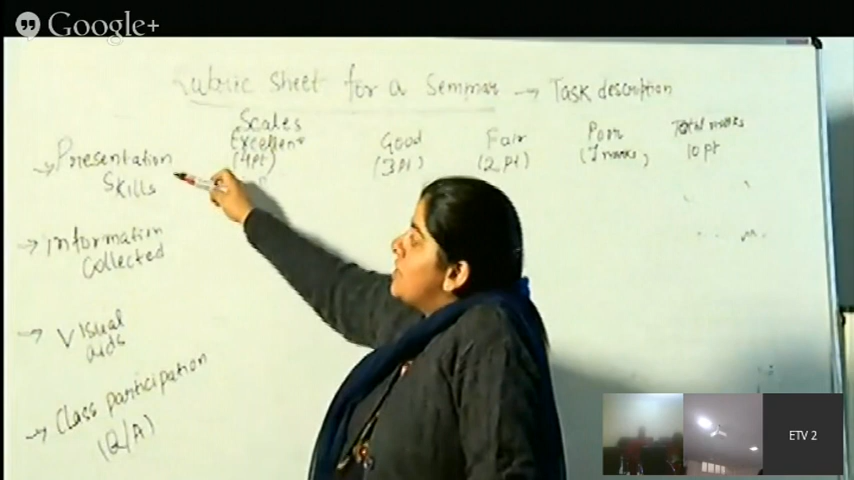 Google+
Rubric sheet for a Seminar → Task description
Scales
Excellent Good Fair Poor Total marks
(4pt) (3pt) (2pt) (1 marks) 10 pt
→ Presentation
Skills
→ Information
Collected
→ Visual
aids
→ Class participation
(Q/A)
ETV 2